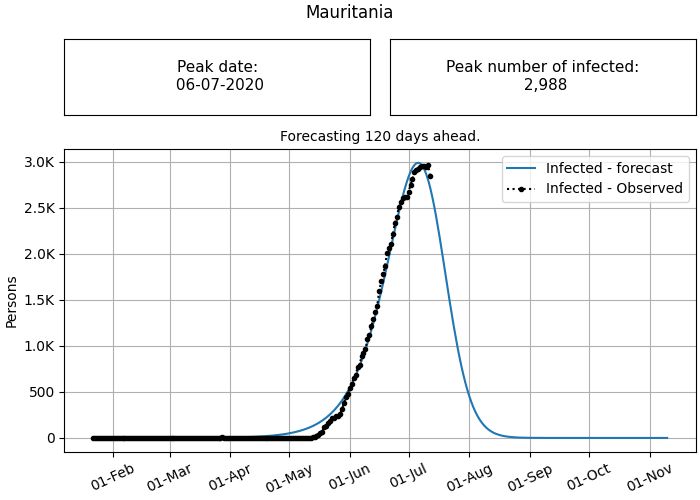 Mauritania
Peak date:
06-07-2020
Peak number of infected:
2,988
Forecasting 120 days ahead.
3.0K
2.5K
2.0K
1.5K
1.0K
500
0
Persons
Infected - forecast
Infected - Observed
01-Feb
01-Mar
01-Apr
01-May
01-Jun
01-Jul
01-Aug
01-Sep
01-Oct
01-Nov